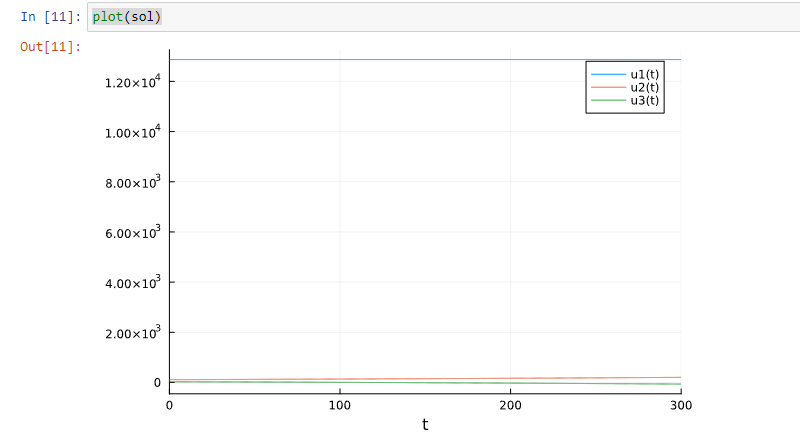 In [11]: plot(sol)
Out[11]:
1.20×10⁴
1.00×10⁴
8.00×10³
6.00×10³
4.00×10³
2.00×10³
0
u1(t)
u2(t)
u3(t)
0 100 200 300
t